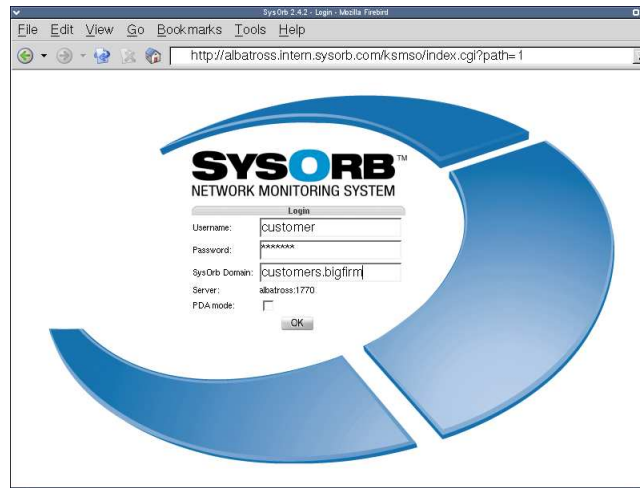 SysOrb 2.4.2 - Login - Mozilla Firebird
File Edit View Go Bookmarks Tools Help
http://albatross.intern.sysorb.com/ksmso/index.cgi?path=1
SYSORB™
NETWORK MONITORING SYSTEM
Login
Username: customer
Password: *******
SysOrb Domain: customers.bigfirm
Server: albatross:1770
PDA mode:
OK